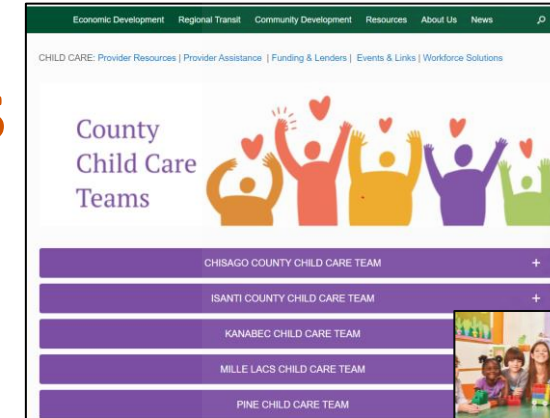 Economic Development Regional Transit Community Development Resources About Us News
CHILD CARE: Provider Resources | Provider Assistance | Funding & Lenders | Events & Links | Workforce Solutions
County
Child Care
Teams
CHISAGO COUNTY CHILD CARE TEAM +
ISANTI COUNTY CHILD CARE TEAM +
KANABEC CHILD CARE TEAM
MILLE LACS CHILD CARE TEAM
PINE CHILD CARE TEAM